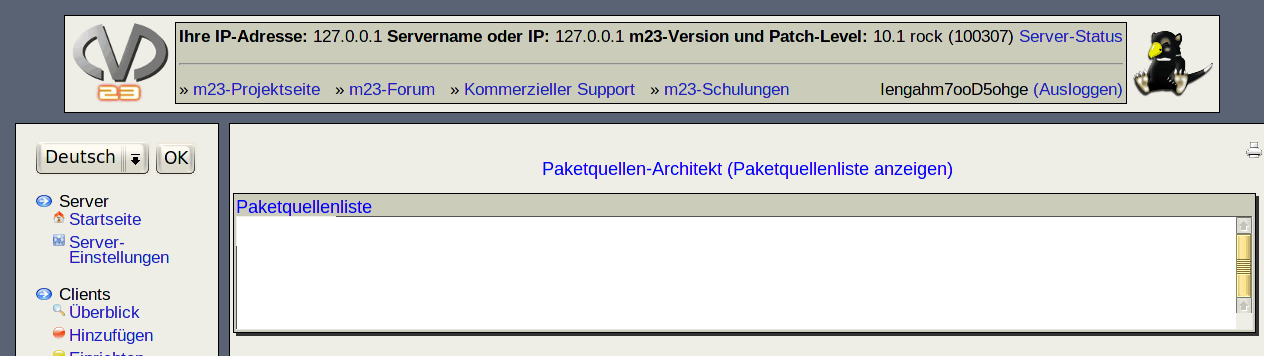 Ihre IP-Adresse: 127.0.0.1 Servername oder IP: 127.0.0.1 m23-Version und Patch-Level: 10.1 rock (100307) Server-Status
23
» m23-Projektseite » m23-Forum » Kommerzieller Support » m23-Schulungen Iengahm7ooD5ohge (Ausloggen)
Deutsch OK
Paketquellen-Architekt (Paketquellenliste anzeigen)
Server
Startseite
Server-
Einstellungen
Clients
Überblick
Hinzufügen
Einrichten
Paketquellenliste